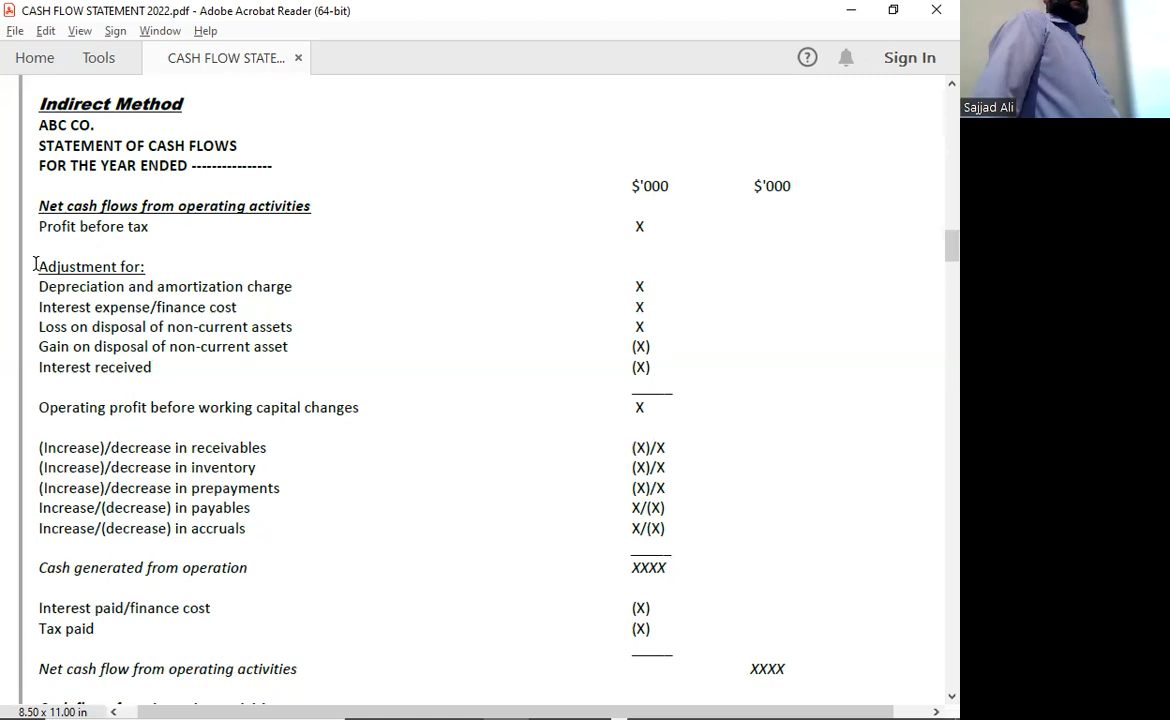 CASH FLOW STATEMENT 2022.pdf - Adobe Acrobat Reader (64-bit)
File Edit View Sign Window Help
Home Tools CASH FLOW STATE... × Sign In
Sajjad Ali
Indirect Method
ABC CO.
STATEMENT OF CASH FLOWS
FOR THE YEAR ENDED ----------------
$'000 $'000
Net cash flows from operating activities
Profit before tax X
Adjustment for:
Depreciation and amortization charge X
Interest expense/finance cost X
Loss on disposal of non-current assets X
Gain on disposal of non-current asset (X)
Interest received (X)
Operating profit before working capital changes X
(Increase)/decrease in receivables (X)/X
(Increase)/decrease in inventory (X)/X
(Increase)/decrease in prepayments (X)/X
Increase/(decrease) in payables X/(X)
Increase/(decrease) in accruals X/(X)
Cash generated from operation XXXX
Interest paid/finance cost (X)
Tax paid (X)
Net cash flow from operating activities XXXX
8.50 x 11.00 in